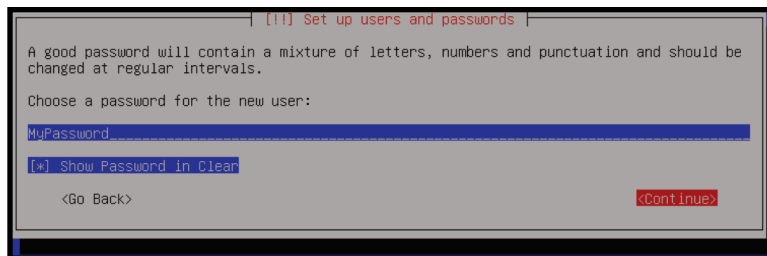 [!!] Set up users and passwords
A good password will contain a mixture of letters, numbers and punctuation and should be
changed at regular intervals.
Choose a password for the new user:
MyPassword
[*] Show Password in Clear
<Go Back> <Continue>